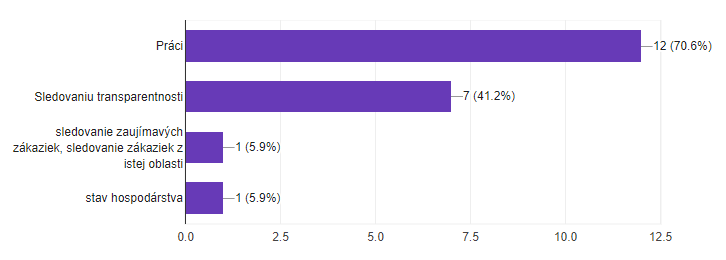 Práci
12 (70.6%)
Sledovaniu transparentnosti
7 (41.2%)
sledovanie zaujímavých
zákaziek, sledovanie zákaziek z
istej oblasti
1 (5.9%)
stav hospodárstva
1 (5.9%)
0.0 2.5 5.0 7.5 10.0 12.5